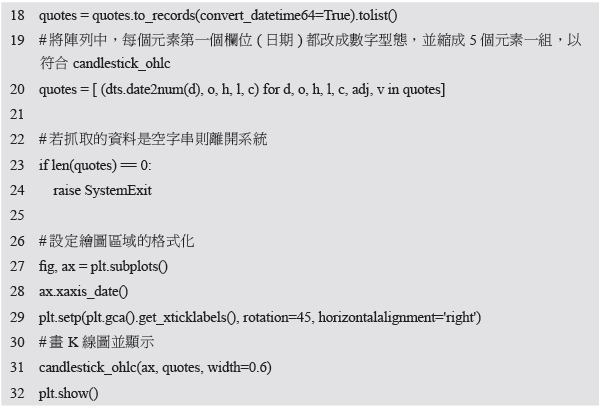 18 quotes = quotes.to_records(convert_datetime64=True).tolist()
19 #將陣列中，每個元素第一個欄位 ( 日期 ) 都改成數字型態，並縮成 5 個元素一組，以
符合 candlestick_ohlc
20 quotes = [ (dts.date2num(d), o, h, l, c) for d, o, h, l, c, adj, v in quotes]
21
22 #若抓取的資料是空字串則離開系統
23 if len(quotes) == 0:
24 raise SystemExit
25
26 #設定繪圖區域的格式化
27 fig, ax = plt.subplots()
28 ax.xaxis_date()
29 plt.setp(plt.gca().get_xticklabels(), rotation=45, horizontalalignment='right')
30 #畫 K 線圖並顯示
31 candlestick_ohlc(ax, quotes, width=0.6)
32 plt.show()